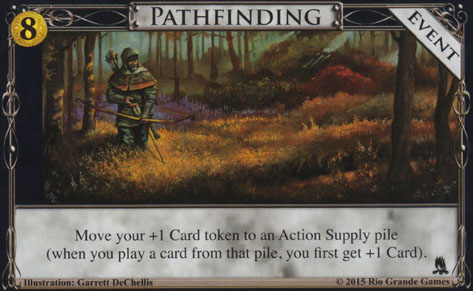 PATHFINDING
8
EVENT
Move your +1 Card token to an Action Supply pile
(when you play a card from that pile, you first get +1 Card).
Illustration: Garrett DeChellis
© 2015 Rio Grande Games